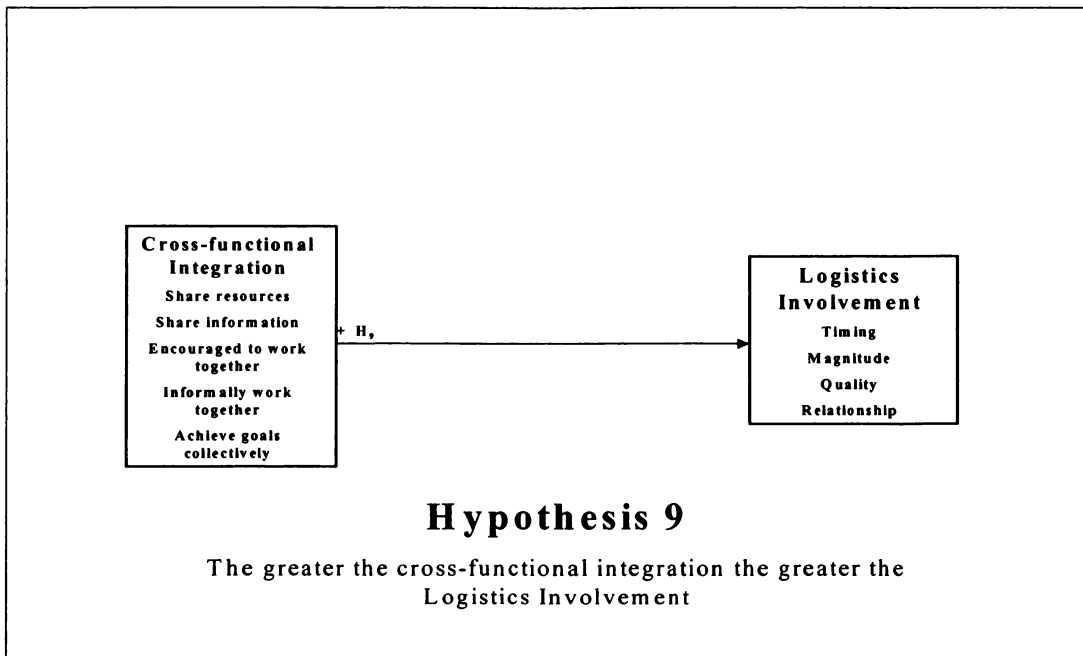 Cross-functional
Integration
Share resources
Share information
Encouraged to work
together
Informally work
together
Achieve goals
collectively
+ H₉
Logistics
Involvement
Timing
Magnitude
Quality
Relationship
Hypothesis 9
The greater the cross-functional integration the greater the
Logistics Involvement